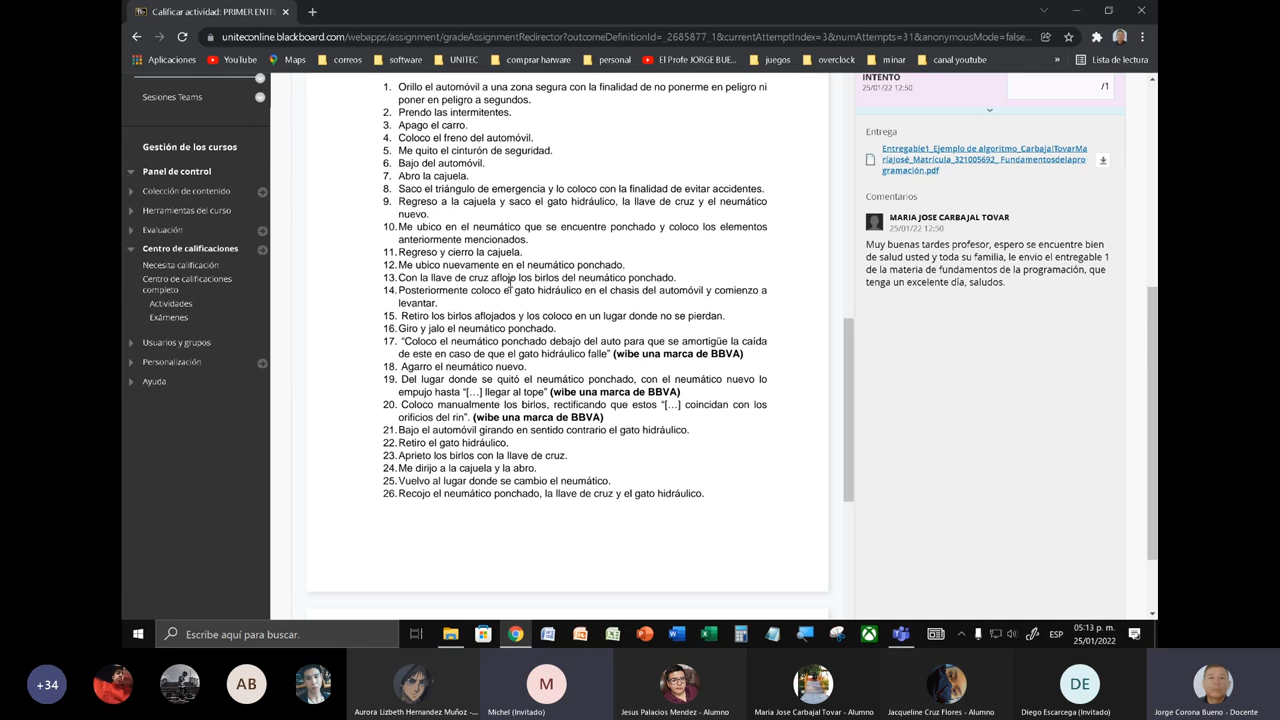 Calificar actividad: PRIMER ENTR
uniteconline.blackboard.com/webapps/assignment/gradeAssignmentRedirector?outcomeDefinitionId=_2685877_1&currentAttemptIndex=3&numAttempts=31&anonymousMode=false...
Aplicaciones
YouTube
Maps
correos
software
UNITEC
comprar harware
personal
El Profe JORGE BUE...
juegos
overclock
minar
canal youtube
»
Lista de lectura
Sesiones Teams
Gestión de los cursos
Panel de control
Colección de contenido
Herramientas del curso
Evaluación
Centro de calificaciones
Necesita calificación
Centro de calificaciones
completo
Actividades
Exámenes
Usuarios y grupos
Personalización
Ayuda
1. Orillo el automóvil a una zona segura con la finalidad de no ponerme en peligro ni
poner en peligro a segundos.
2. Prendo las intermitentes.
3. Apago el carro.
4. Coloco el freno del automóvil.
5. Me quito el cinturón de seguridad.
6. Bajo del automóvil.
7. Abro la cajuela.
8. Saco el triángulo de emergencia y lo coloco con la finalidad de evitar accidentes.
9. Regreso a la cajuela y saco el gato hidráulico, la llave de cruz y el neumático
nuevo.
10. Me ubico en el neumático que se encuentre ponchado y coloco los elementos
anteriormente mencionados.
11. Regreso y cierro la cajuela.
12. Me ubico nuevamente en el neumático ponchado.
13. Con la llave de cruz aflojo los birlos del neumático ponchado.
14. Posteriormente coloco el gato hidráulico en el chasis del automóvil y comienzo a
levantar.
15. Retiro los birlos aflojados y los coloco en un lugar donde no se pierdan.
16. Giro y jalo el neumático ponchado.
17. “Coloco el neumático ponchado debajo del auto para que se amortigüe la caída
de este en caso de que el gato hidráulico falle” (wibe una marca de BBVA)
18. Agarro el neumático nuevo.
19. Del lugar donde se quitó el neumático ponchado, con el neumático nuevo lo
empujo hasta “[…] llegar al tope” (wibe una marca de BBVA)
20. Coloco manualmente los birlos, rectificando que estos “[…] coincidan con los
orificios del rin”. (wibe una marca de BBVA)
21. Bajo el automóvil girando en sentido contrario el gato hidráulico.
22. Retiro el gato hidráulico.
23. Aprieto los birlos con la llave de cruz.
24. Me dirijo a la cajuela y la abro.
25. Vuelvo al lugar donde se cambio el neumático.
26. Recojo el neumático ponchado, la llave de cruz y el gato hidráulico.
INTENTO
25/01/22 12:50
/1
Entrega
Entregable1_Ejemplo de algoritmo_CarbajalTovarMa
ríaJosé_Matrícula_321005692_ Fundamentosdelapro
gramación.pdf
Comentarios
MARIA JOSE CARBAJAL TOVAR
25/01/22 12:50
Muy buenas tardes profesor, espero se encuentre bien
de salud usted y toda su familia, le envio el entregable 1
de la materia de fundamentos de la programación, que
tenga un excelente día, saludos.
Escribe aquí para buscar.
ESP
05:13 p. m.
25/01/2022
+34
AB
Aurora Lizbeth Hernandez Muñoz - ...
M
Michel (Invitado)
Jesus Palacios Mendez - Alumno
Maria Jose Carbajal Tovar - Alumno
Jacqueline Cruz Flores - Alumno
DE
Diego Escarcega (Invitado)
Jorge Corona Bueno - Docente